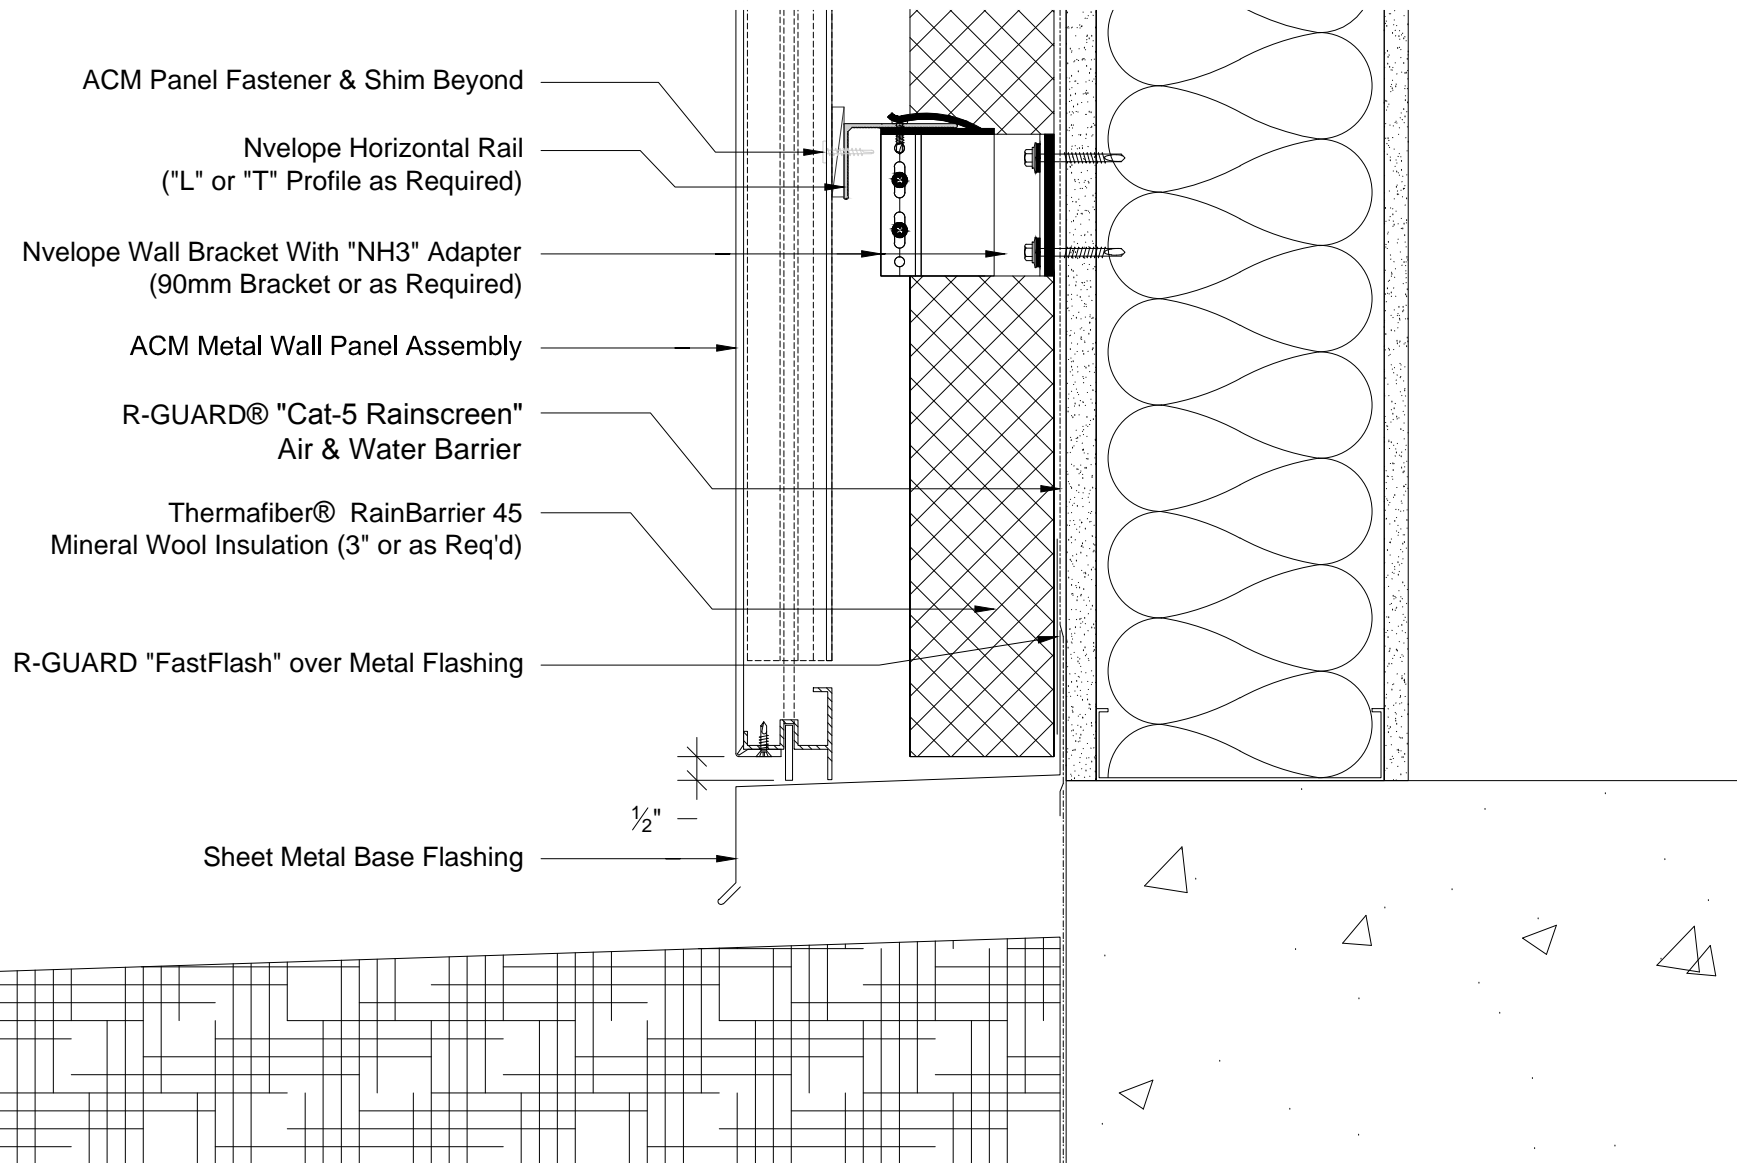 ACM Panel Fastener & Shim Beyond
Nvelope Horizontal Rail
("L" or "T" Profile as Required)
Nvelope Wall Bracket With "NH3" Adapter
(90mm Bracket or as Required)
ACM Metal Wall Panel Assembly
R-GUARD® "Cat-5 Rainscreen"
Air & Water Barrier
Thermafiber® RainBarrier 45
Mineral Wool Insulation (3" or as Req'd)
R-GUARD "FastFlash" over Metal Flashing
½"
Sheet Metal Base Flashing